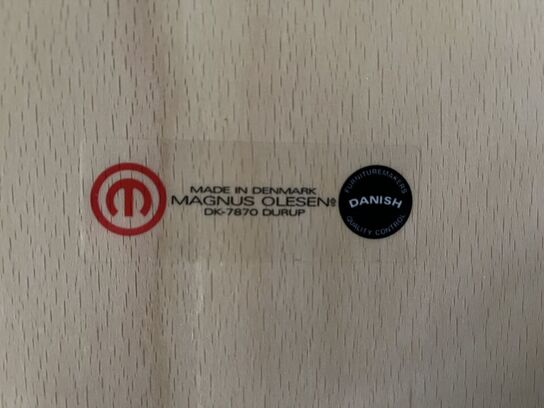 m
MADE IN DENMARK
MAGNUS OLESEN®
DK-7870 DURUP
FURNITUREMAKERS
DANISH
QUALITY CONTROL